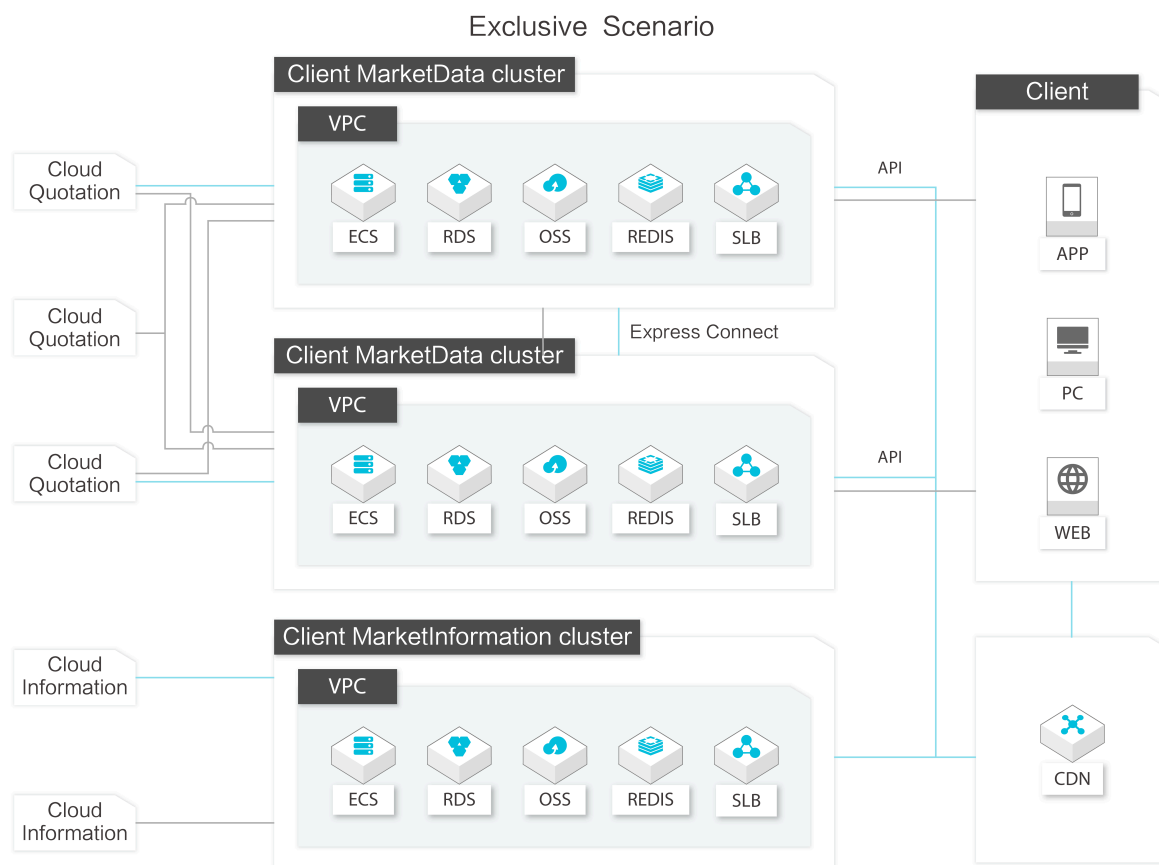 Exclusive Scenario
Client MarketData cluster
VPC
ECS
RDS
OSS
REDIS
SLB
Cloud
Quotation
Cloud
Quotation
Cloud
Quotation
Express Connect
Client MarketData cluster
VPC
ECS
RDS
OSS
REDIS
SLB
API
API
Client
APP
PC
WEB
Cloud
Information
Cloud
Information
Client MarketInformation cluster
VPC
ECS
RDS
OSS
REDIS
SLB
CDN